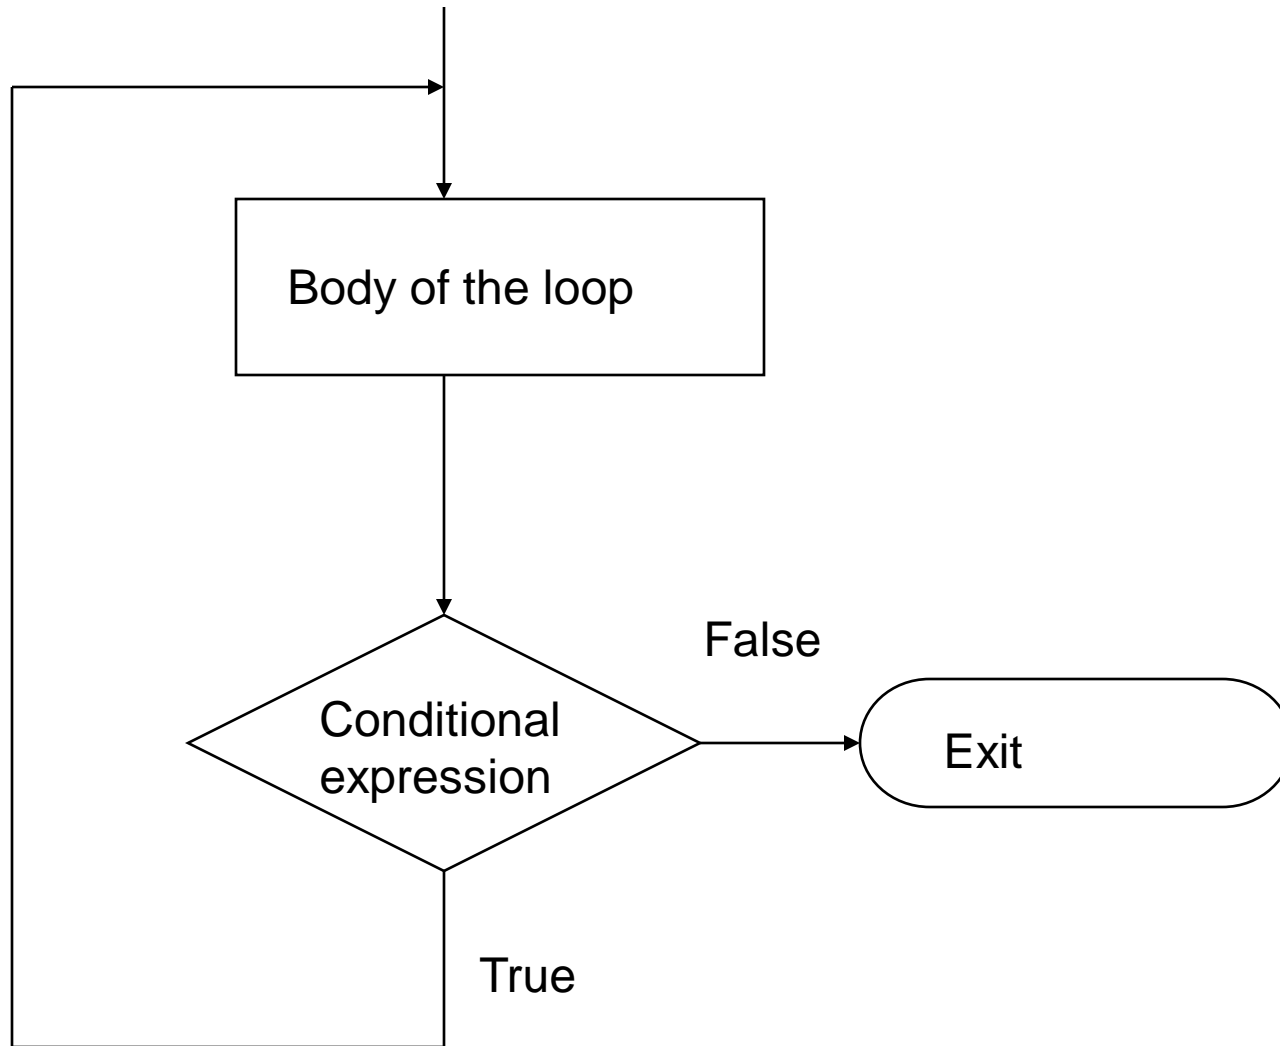 Body of the loop
False
Conditional
expression
Exit
True